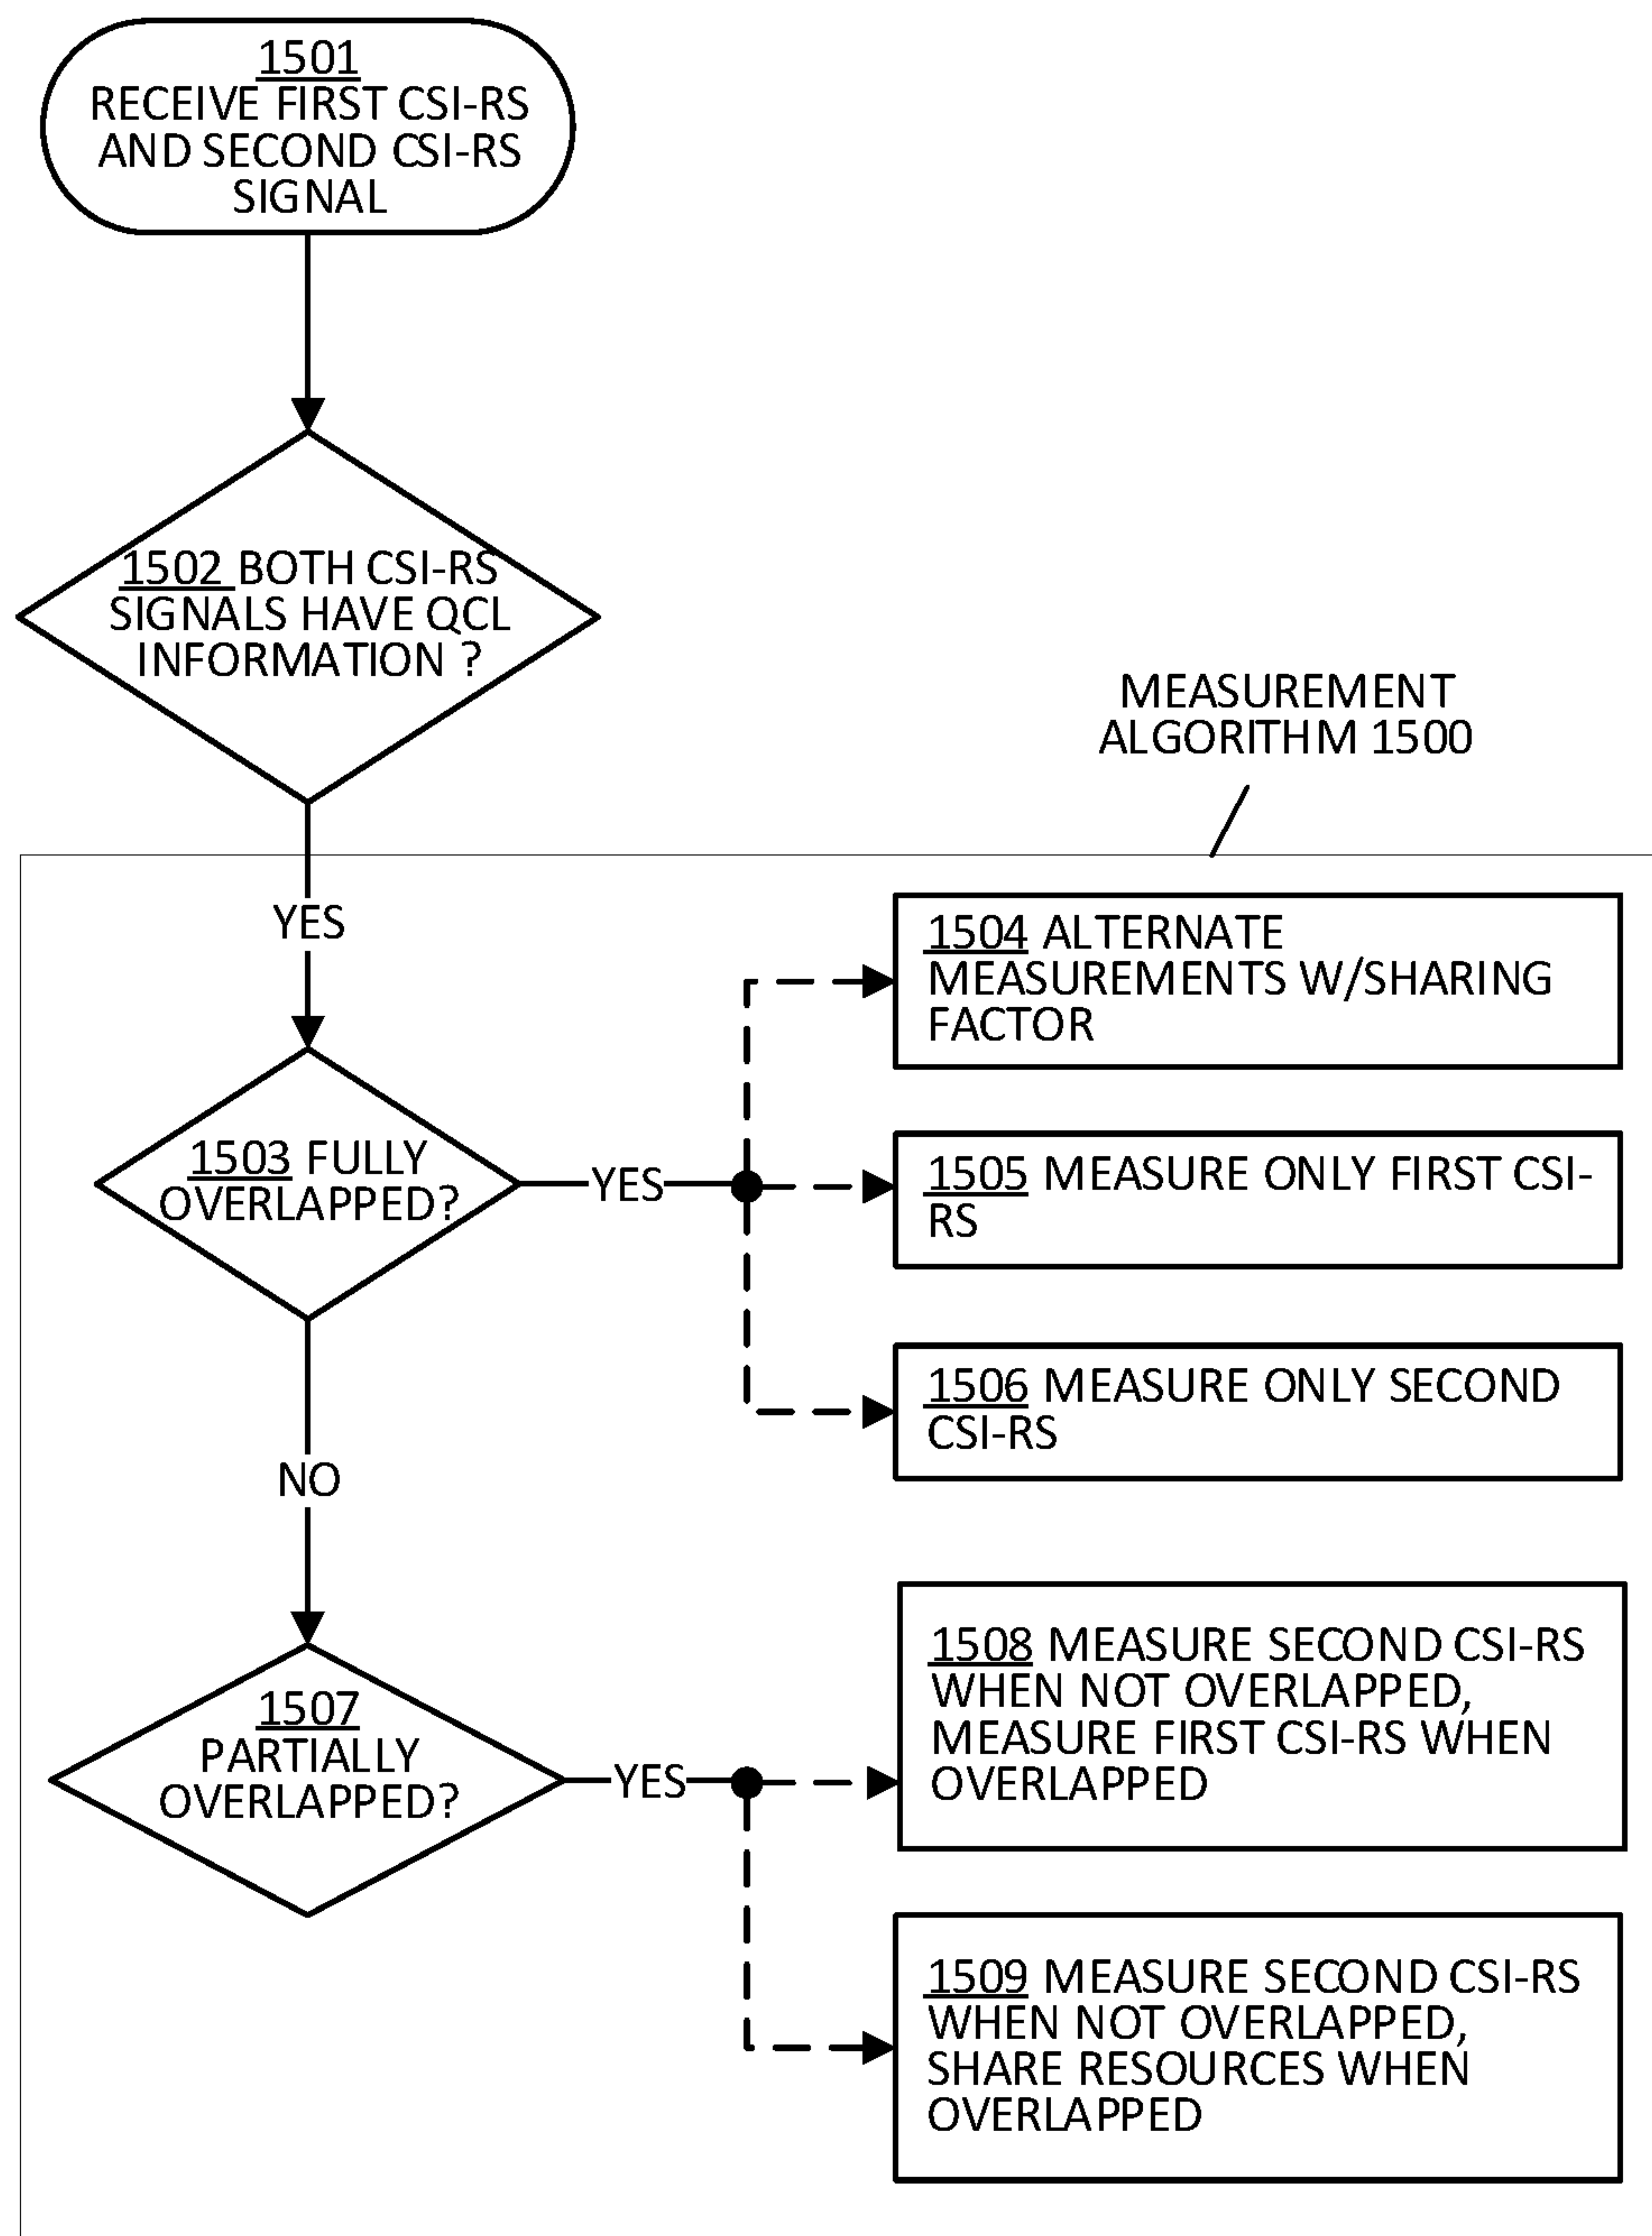 1501
RECEIVE FIRST CSI-RS
AND SECOND CSI-RS
SIGNAL
1502 BOTH CSI-RS
SIGNALS HAVE QCL
INFORMATION ?
MEASUREMENT
ALGORITHM 1500
YES
1504 ALTERNATE
MEASUREMENTS W/SHARING
FACTOR
1503 FULLY
OVERLAPPED?
YES
1505 MEASURE ONLY FIRST CSI-
RS
1506 MEASURE ONLY SECOND
CSI-RS
NO
1507
PARTIALLY
OVERLAPPED?
YES
1508 MEASURE SECOND CSI-RS
WHEN NOT OVERLAPPED,
MEASURE FIRST CSI-RS WHEN
OVERLAPPED
1509 MEASURE SECOND CSI-RS
WHEN NOT OVERLAPPED,
SHARE RESOURCES WHEN
OVERLAPPED